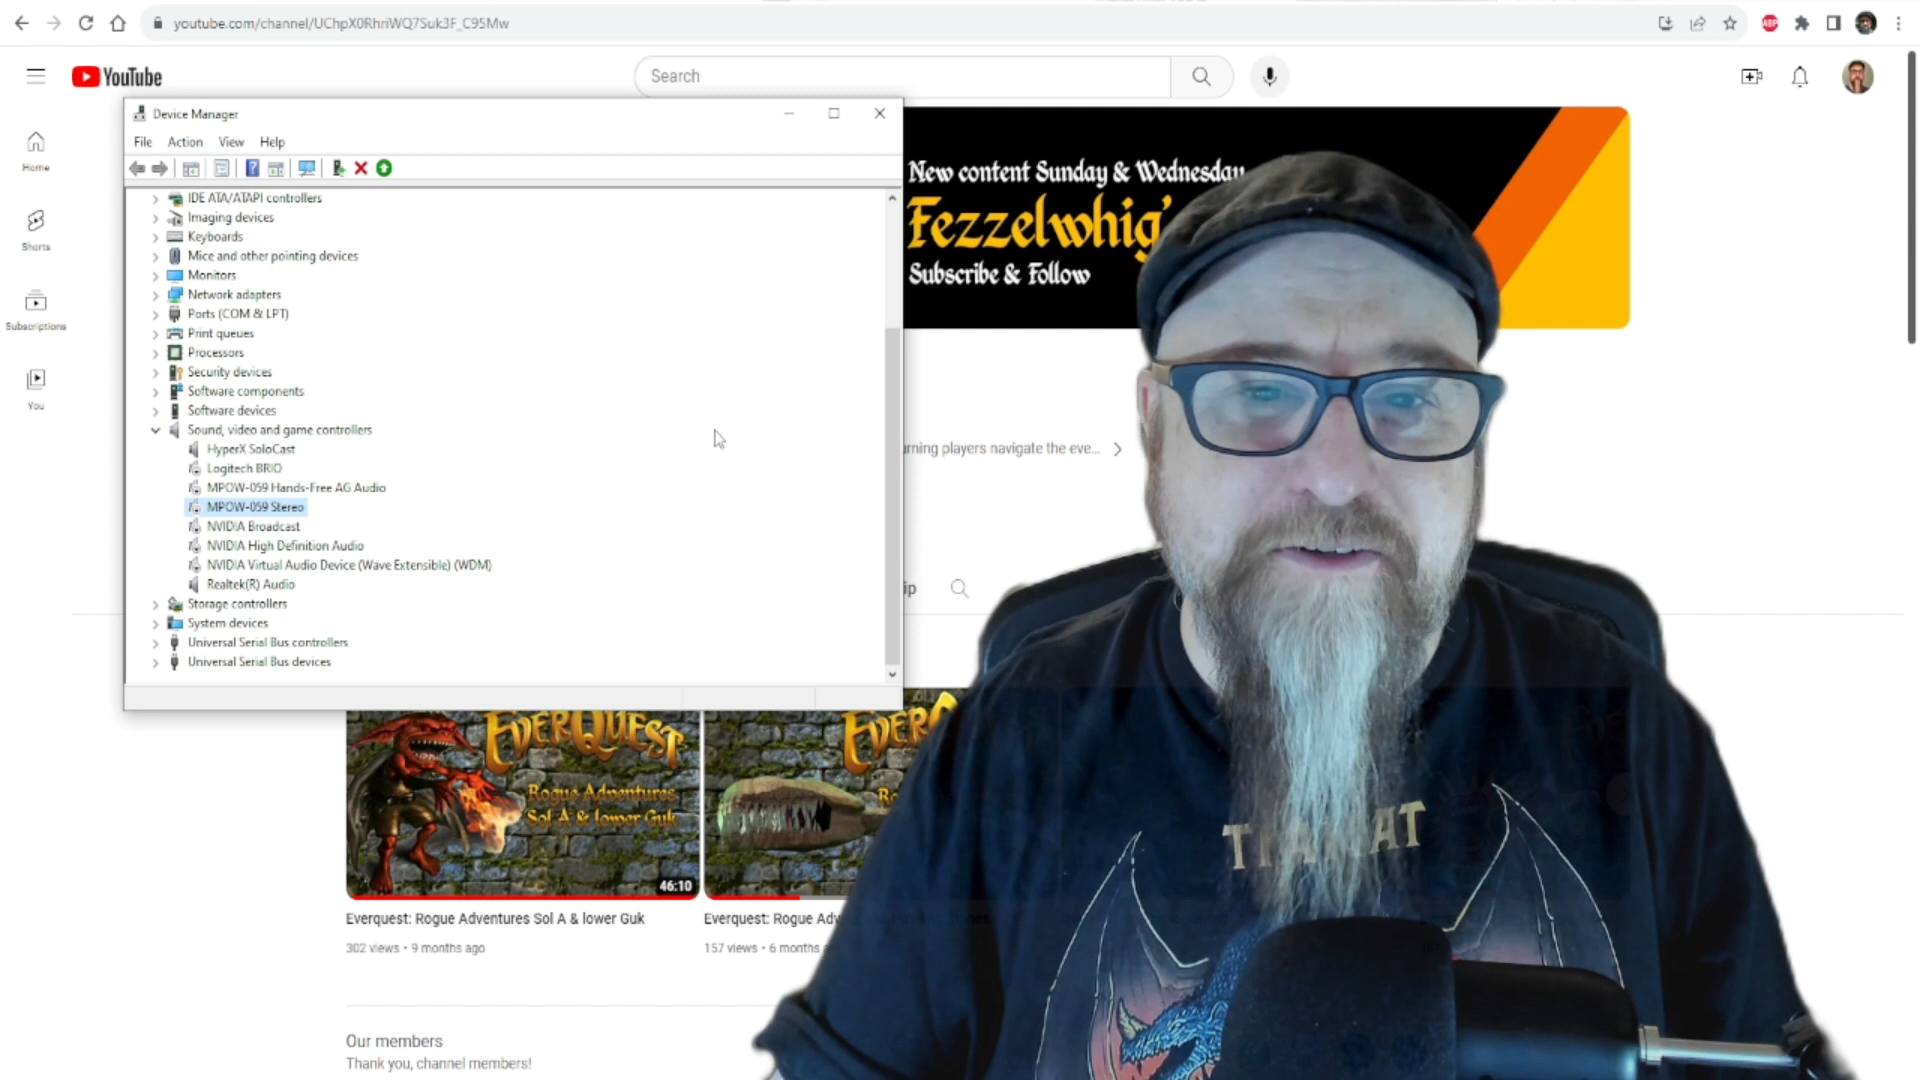 youtube.com/channel/UChpX0RhriWQ7Suk3F_C95Mw
ABP
YouTube
Search
Home
Shorts
Subscriptions
You
Device Manager
File Action View Help
IDE ATA/ATAPI controllers
Imaging devices
Keyboards
Mice and other pointing devices
Monitors
Network adapters
Ports (COM & LPT)
Print queues
Processors
Security devices
Software components
Software devices
Sound, video and game controllers
HyperX SoloCast
Logitech BRIO
MPOW-059 Hands-Free AG Audio
MPOW-059 Stereo
NVIDIA Broadcast
NVIDIA High Definition Audio
NVIDIA Virtual Audio Device (Wave Extensible) (WDM)
Realtek(R) Audio
Storage controllers
System devices
Universal Serial Bus controllers
Universal Serial Bus devices
New content Sunday & Wednesday
Fezzelwhig'
Subscribe & Follow
urning players navigate the eve...
ip
EVERQUEST
Rogue Adventures
Sol A & lower Guk
46:10
EVERQ
Everquest: Rogue Adventures Sol A & lower Guk
302 views • 9 months ago
Everquest: Rogue Adv
157 views • 6 months a
Our members
Thank you, channel members!